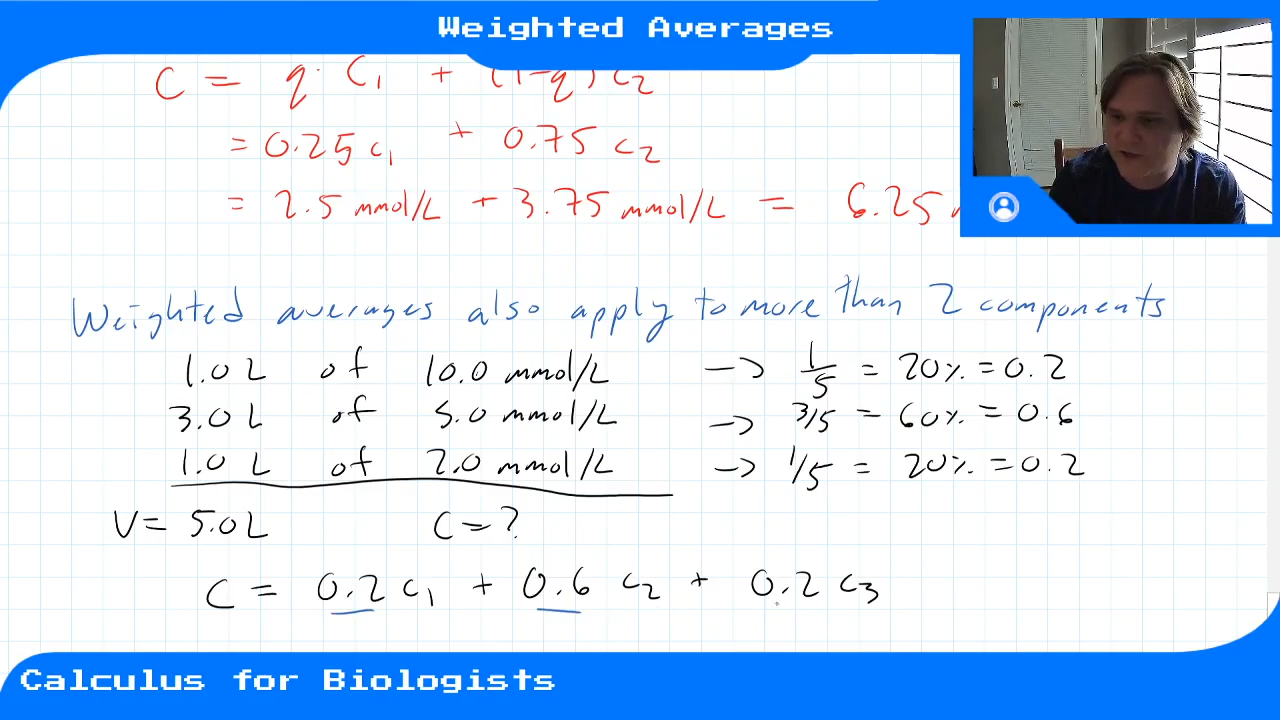 Weighted Averages
C = q · C₁ + (1-q) C₂
= 0.25 C₁ + 0.75 C₂
= 2.5 mmol/L + 3.75 mmol/L = 6.25
Weighted averages also apply to more than 2 components
1.0 L of 10.0 mmol/L → 1/5 = 20% = 0.2
3.0 L of 5.0 mmol/L → 3/5 = 60% = 0.6
1.0 L of 2.0 mmol/L → 1/5 = 20% = 0.2
V = 5.0 L C = ?
C = 0.2 C₁ + 0.6 C₂ + 0.2 C₃
Calculus for Biologists